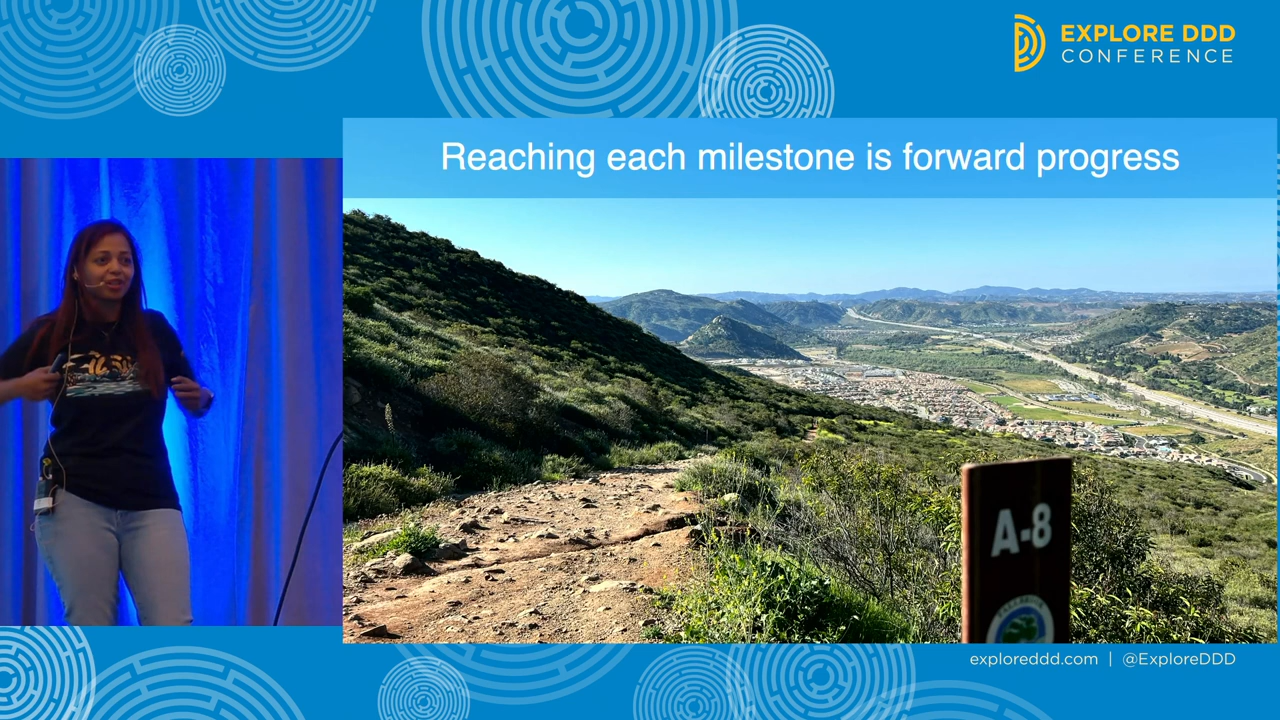 EXPLORE DDD
CONFERENCE
Reaching each milestone is forward progress
A-8
exploreddd.com | @ExploreDDD